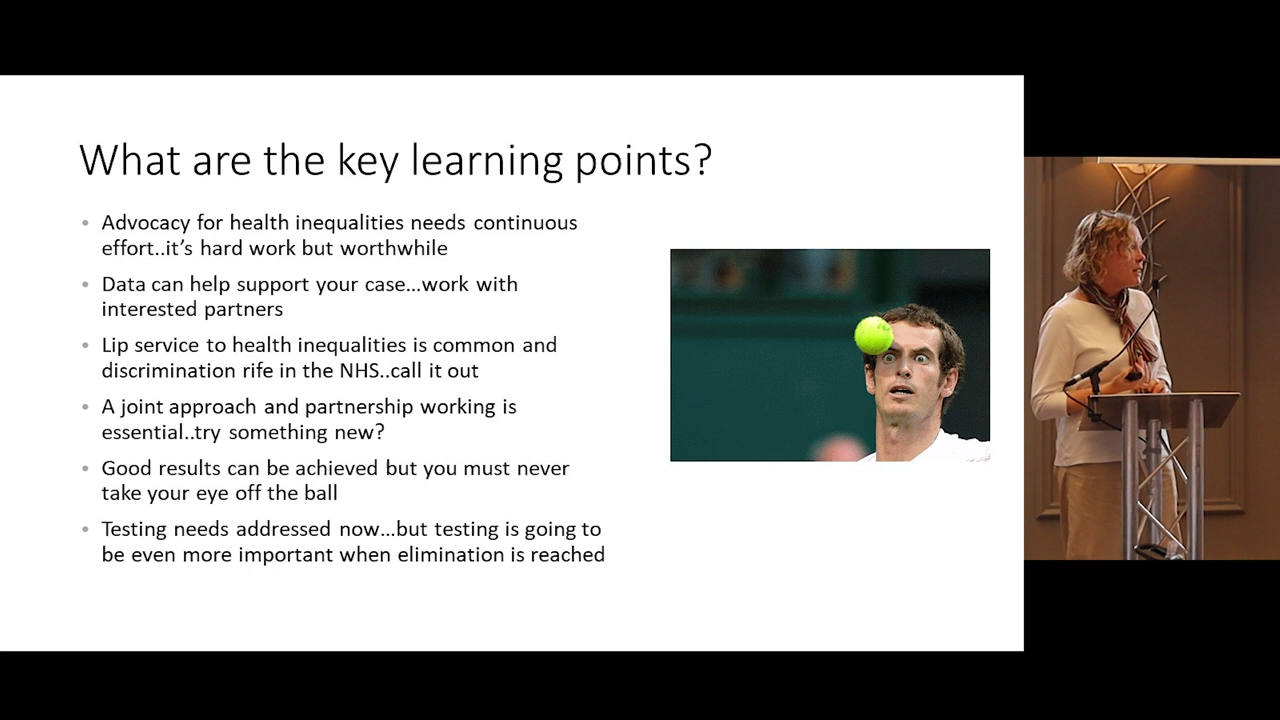 What are the key learning points?
• Advocacy for health inequalities needs continuous
effort..it's hard work but worthwhile
• Data can help support your case...work with
interested partners
• Lip service to health inequalities is common and
discrimination rife in the NHS..call it out
• A joint approach and partnership working is
essential..try something new?
• Good results can be achieved but you must never
take your eye off the ball
• Testing needs addressed now...but testing is going to
be even more important when elimination is reached